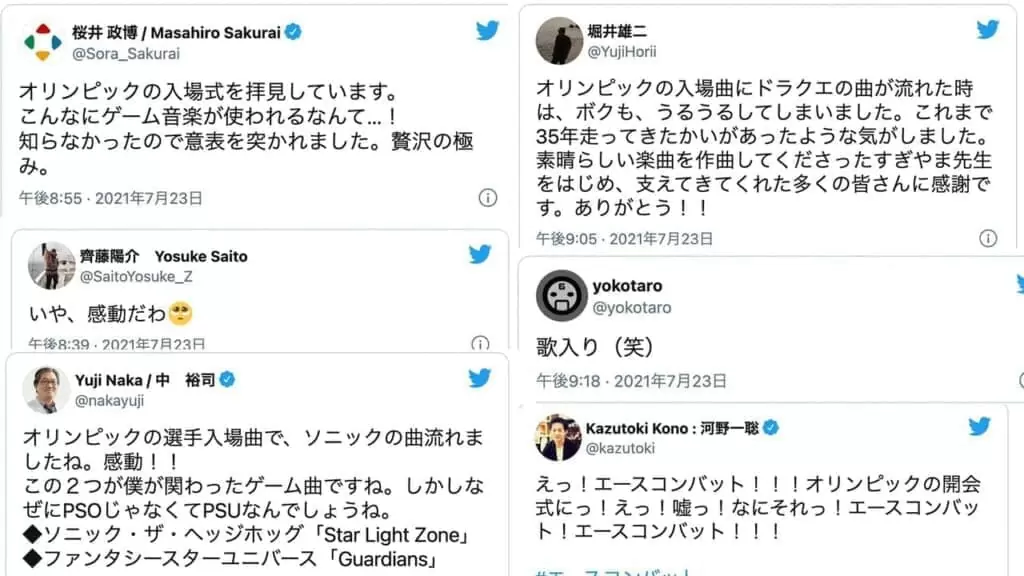 桜井 政博 / Masahiro Sakurai
@Sora_Sakurai
オリンピックの入場式を拝見しています。
こんなにゲーム音楽が使われるなんて…！
知らなかったので意表を突かれました。贅沢の極
み。
午後8:55 · 2021年7月23日
齊藤陽介　Yosuke Saito
@SaitoYosuke_Z
いや、感動だわ🥺
午後8:39 · 2021年7月23日
Yuji Naka / 中　裕司
@nakayuji
オリンピックの選手入場曲で、ソニックの曲流れま
したね。感動！！
この２つが僕が関わったゲーム曲ですね。しかしな
ぜにPSOじゃなくてPSUなんでしょうね。
◆ソニック・ザ・ヘッジホッグ「Star Light Zone」
◆ファンタシースターユニバース「Guardians」
堀井雄二
@YujiHorii
オリンピックの入場曲にドラクエの曲が流れた時
は、ボクも、うるうるしてしまいました。これまで
35年走ってきたかいがあったような気がしました。
素晴らしい楽曲を作曲してくださったすぎやま先生
をはじめ、支えてきてくれた多くの皆さんに感謝で
す。ありがとう！！
午後9:05 · 2021年7月23日
yokotaro
@yokotaro
歌入り（笑）
午後9:18 · 2021年7月23日
Kazutoki Kono : 河野一聡
@kazutoki
えっ！エースコンバット！！！オリンピックの開会
式にっ！えっ！嘘っ！なにそれっ！エースコンバッ
ト！エースコンバット！！！
#エースコンバット